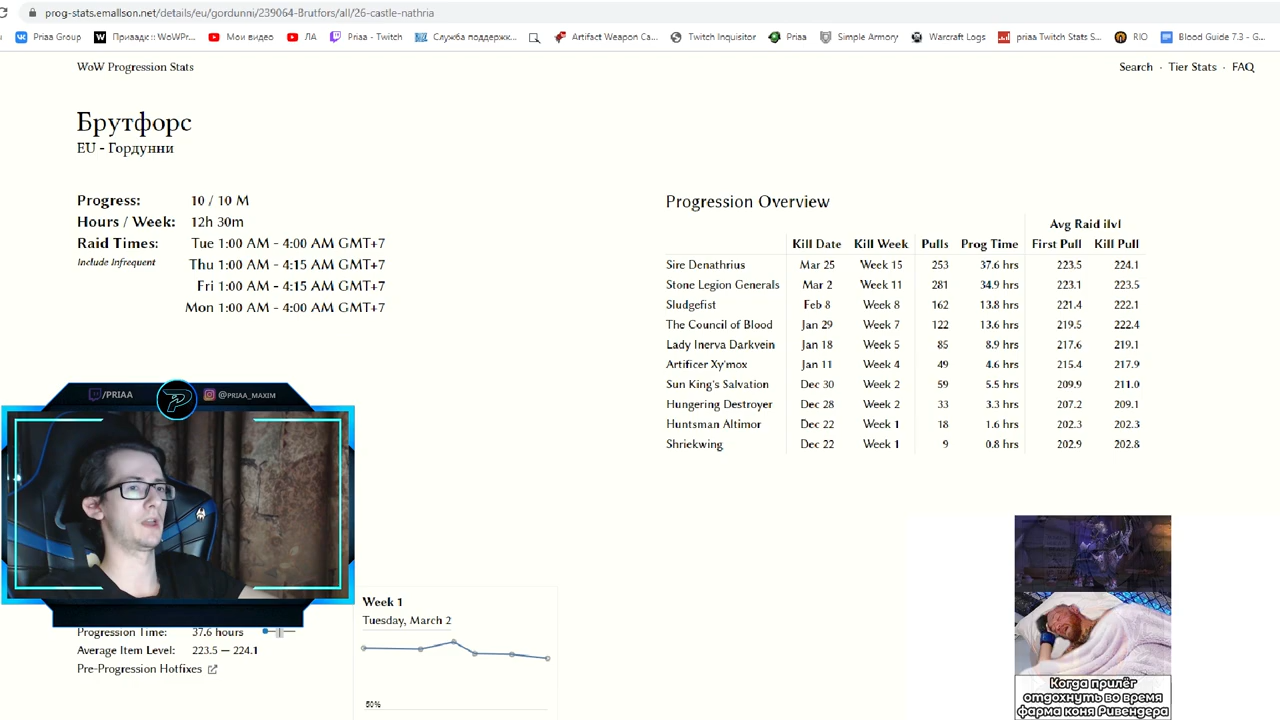 prog-stats.emallson.net/details/eu/gordunni/239064-Brutfors/all/26-castle-nathria
Priaa Group
Привадк :: WoWPr...
Мои видео
ЛА
Priaa - Twitch
Служба поддержк...
Artifact Weapon Ca...
Twitch Inquisitor
Priaa
Simple Armory
Warcraft Logs
priaa Twitch Stats S...
RIO
Blood Guide 7.3 - G...
WoW Progression Stats
Search · Tier Stats · FAQ
Брутфорс
EU - Гордунни
Progress: 10 / 10 M
Hours / Week: 12h 30m
Raid Times: Tue 1:00 AM - 4:00 AM GMT+7
Include Infrequent Thu 1:00 AM - 4:15 AM GMT+7
Fri 1:00 AM - 4:15 AM GMT+7
Mon 1:00 AM - 4:00 AM GMT+7
Progression Overview
Avg Raid ilvl
Kill Date Kill Week Pulls Prog Time First Pull Kill Pull
Sire Denathrius Mar 25 Week 15 253 37.6 hrs 223.5 224.1
Stone Legion Generals Mar 2 Week 11 281 34.9 hrs 223.1 223.5
Sludgefist Feb 8 Week 8 162 13.8 hrs 221.4 222.1
The Council of Blood Jan 29 Week 7 122 13.6 hrs 219.5 222.4
Lady Inerva Darkvein Jan 18 Week 5 85 8.9 hrs 217.6 219.1
Artificer Xy'mox Jan 11 Week 4 49 4.6 hrs 215.4 217.9
Sun King's Salvation Dec 30 Week 2 59 5.5 hrs 209.9 211.0
Hungering Destroyer Dec 28 Week 2 33 3.3 hrs 207.2 209.1
Huntsman Altimor Dec 22 Week 1 18 1.6 hrs 202.3 202.3
Shriekwing Dec 22 Week 1 9 0.8 hrs 202.9 202.8
/PRIAA
@PRIAA_MAXIM
Progression Time: 37.6 hours
Average Item Level: 223.5 — 224.1
Pre-Progression Hotfixes
Week 1
Tuesday, March 2
50%
Когда прилёг
отдохнуть во время
фарма коня Ривендера